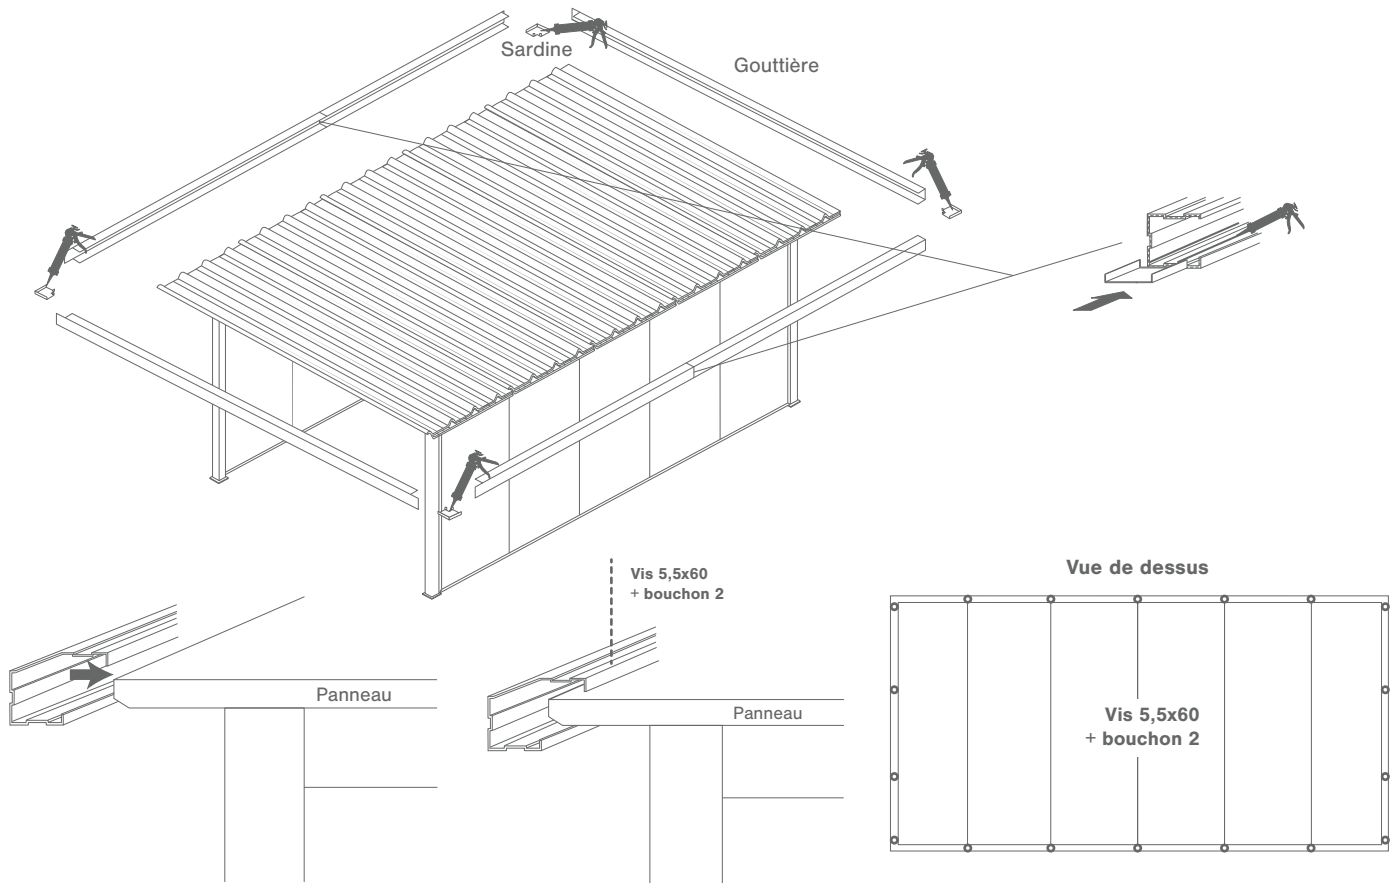 Sardine
Gouttière
Vis 5,5x60
+ bouchon 2
Panneau
Panneau
Vue de dessus
Vis 5,5x60
+ bouchon 2